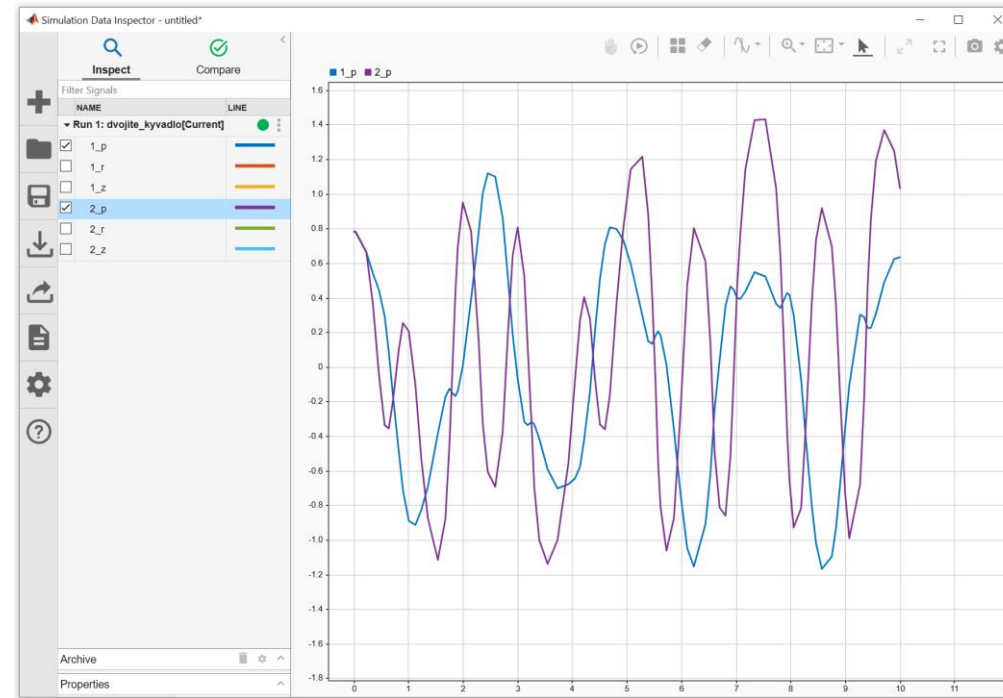 Simulation Data Inspector - untitled*
Inspect
Compare
Filter Signals
NAME LINE
Run 1: dvojite_kyvadlo[Current]
1_p
1_r
1_z
2_p
2_r
2_z
Archive
Properties
1_p 2_p
1.6
1.4
1.2
1.0
0.8
0.6
0.4
0.2
0
-0.2
-0.4
-0.6
-0.8
-1.0
-1.2
-1.4
-1.6
-1.8
0 1 2 3 4 5 6 7 8 9 10 11